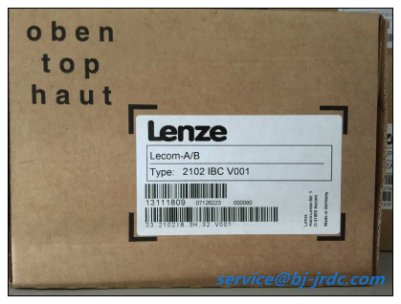 oben
top
haut
Lenze
Lecom-A/B
Type: 2102 IBC V001
13111809 07126223 000080
33.2102IB.3H.32.V001
Made in Germany
service@bj-jrdc.com